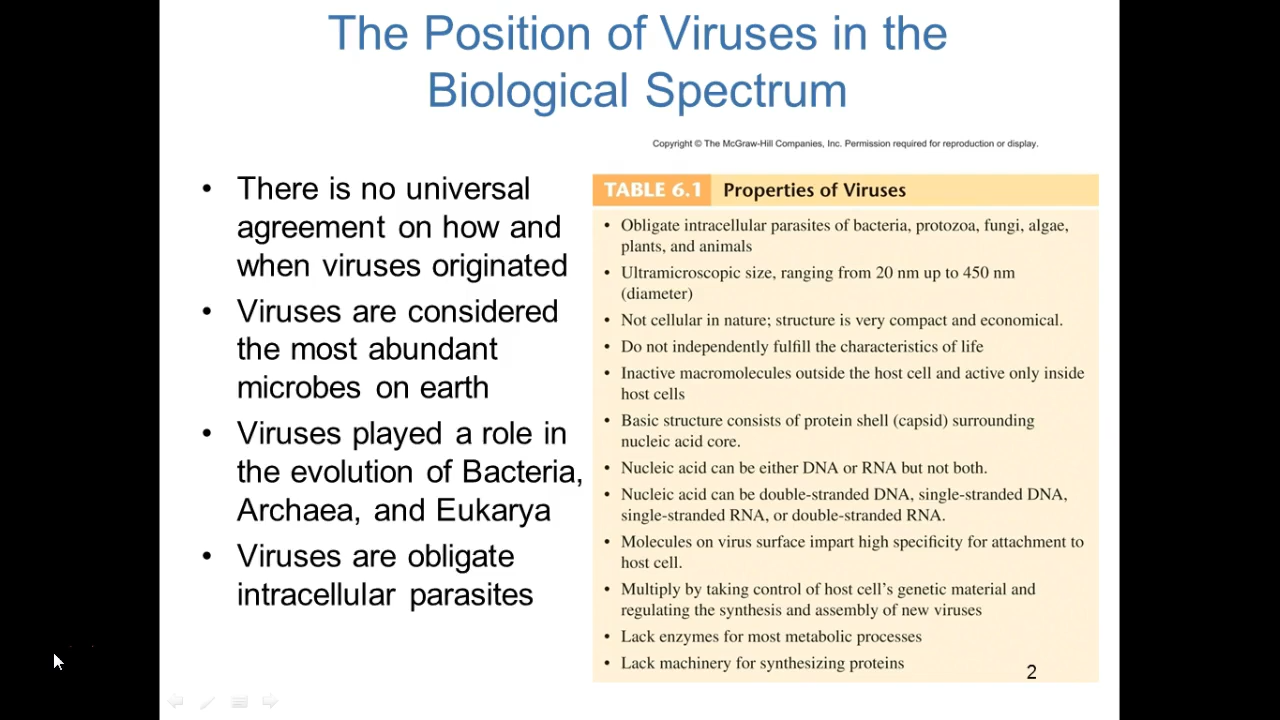 The Position of Viruses in the
Biological Spectrum
Copyright © The McGraw-Hill Companies, Inc. Permission required for reproduction or display.
• There is no universal
agreement on how and
when viruses originated
• Viruses are considered
the most abundant
microbes on earth
• Viruses played a role in
the evolution of Bacteria,
Archaea, and Eukarya
• Viruses are obligate
intracellular parasites
TABLE 6.1 Properties of Viruses
• Obligate intracellular parasites of bacteria, protozoa, fungi, algae,
plants, and animals
• Ultramicroscopic size, ranging from 20 nm up to 450 nm
(diameter)
• Not cellular in nature; structure is very compact and economical.
• Do not independently fulfill the characteristics of life
• Inactive macromolecules outside the host cell and active only inside
host cells
• Basic structure consists of protein shell (capsid) surrounding
nucleic acid core.
• Nucleic acid can be either DNA or RNA but not both.
• Nucleic acid can be double-stranded DNA, single-stranded DNA,
single-stranded RNA, or double-stranded RNA.
• Molecules on virus surface impart high specificity for attachment to
host cell.
• Multiply by taking control of host cell's genetic material and
regulating the synthesis and assembly of new viruses
• Lack enzymes for most metabolic processes
• Lack machinery for synthesizing proteins
2